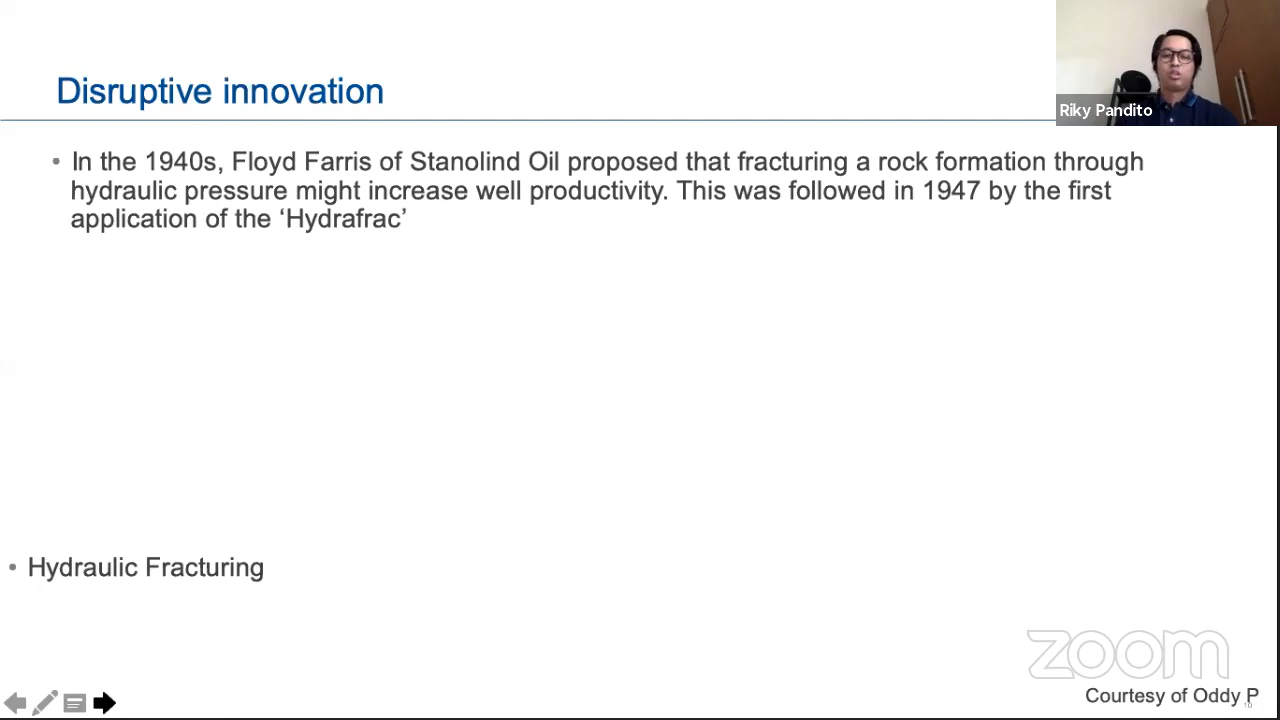 Disruptive innovation
Riky Pandito
• In the 1940s, Floyd Farris of Stanolind Oil proposed that fracturing a rock formation through
hydraulic pressure might increase well productivity. This was followed in 1947 by the first
application of the ‘Hydrafrac’
• Hydraulic Fracturing
zoom
Courtesy of Oddy P